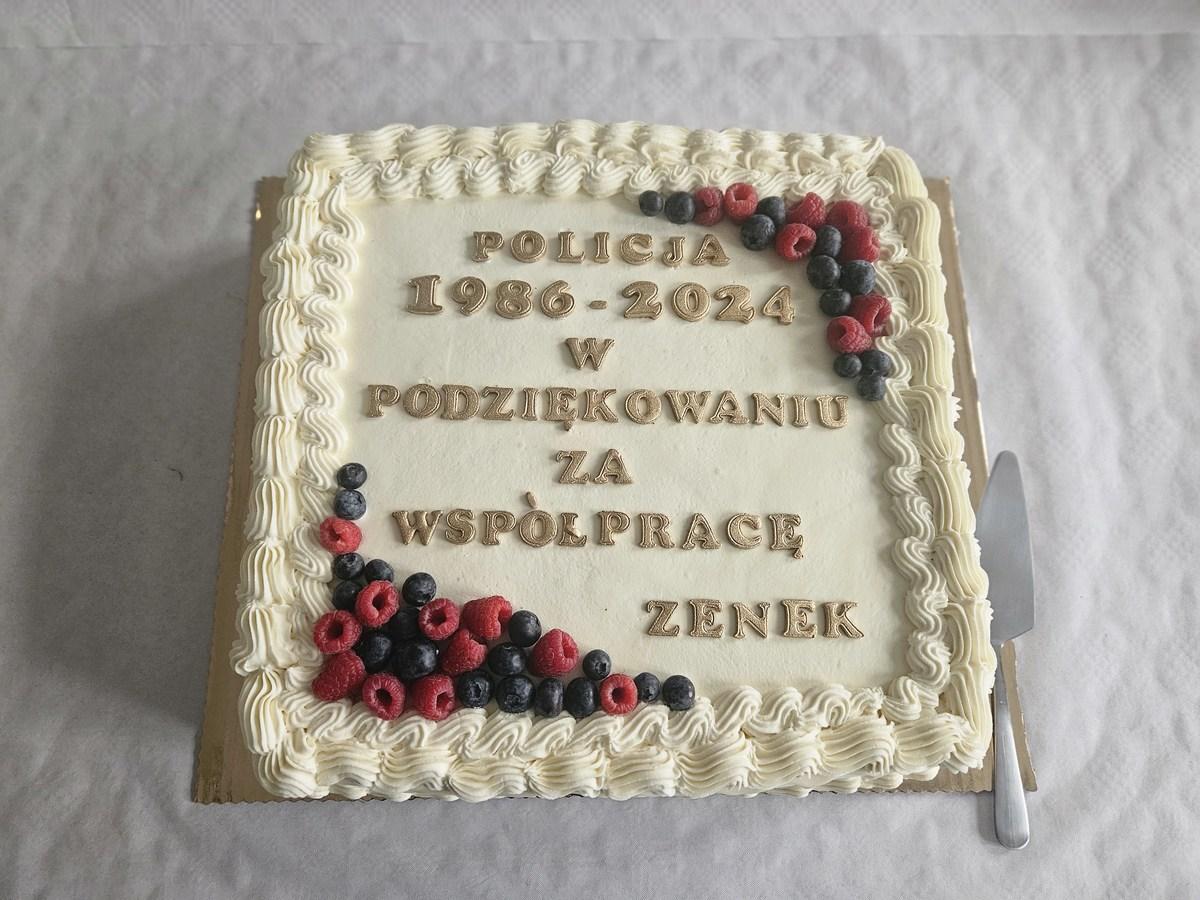 POLICJA
1986-2024
W
PODZIĘKOWANIU
ZA
WSPÓŁPRACĘ
ZENEK